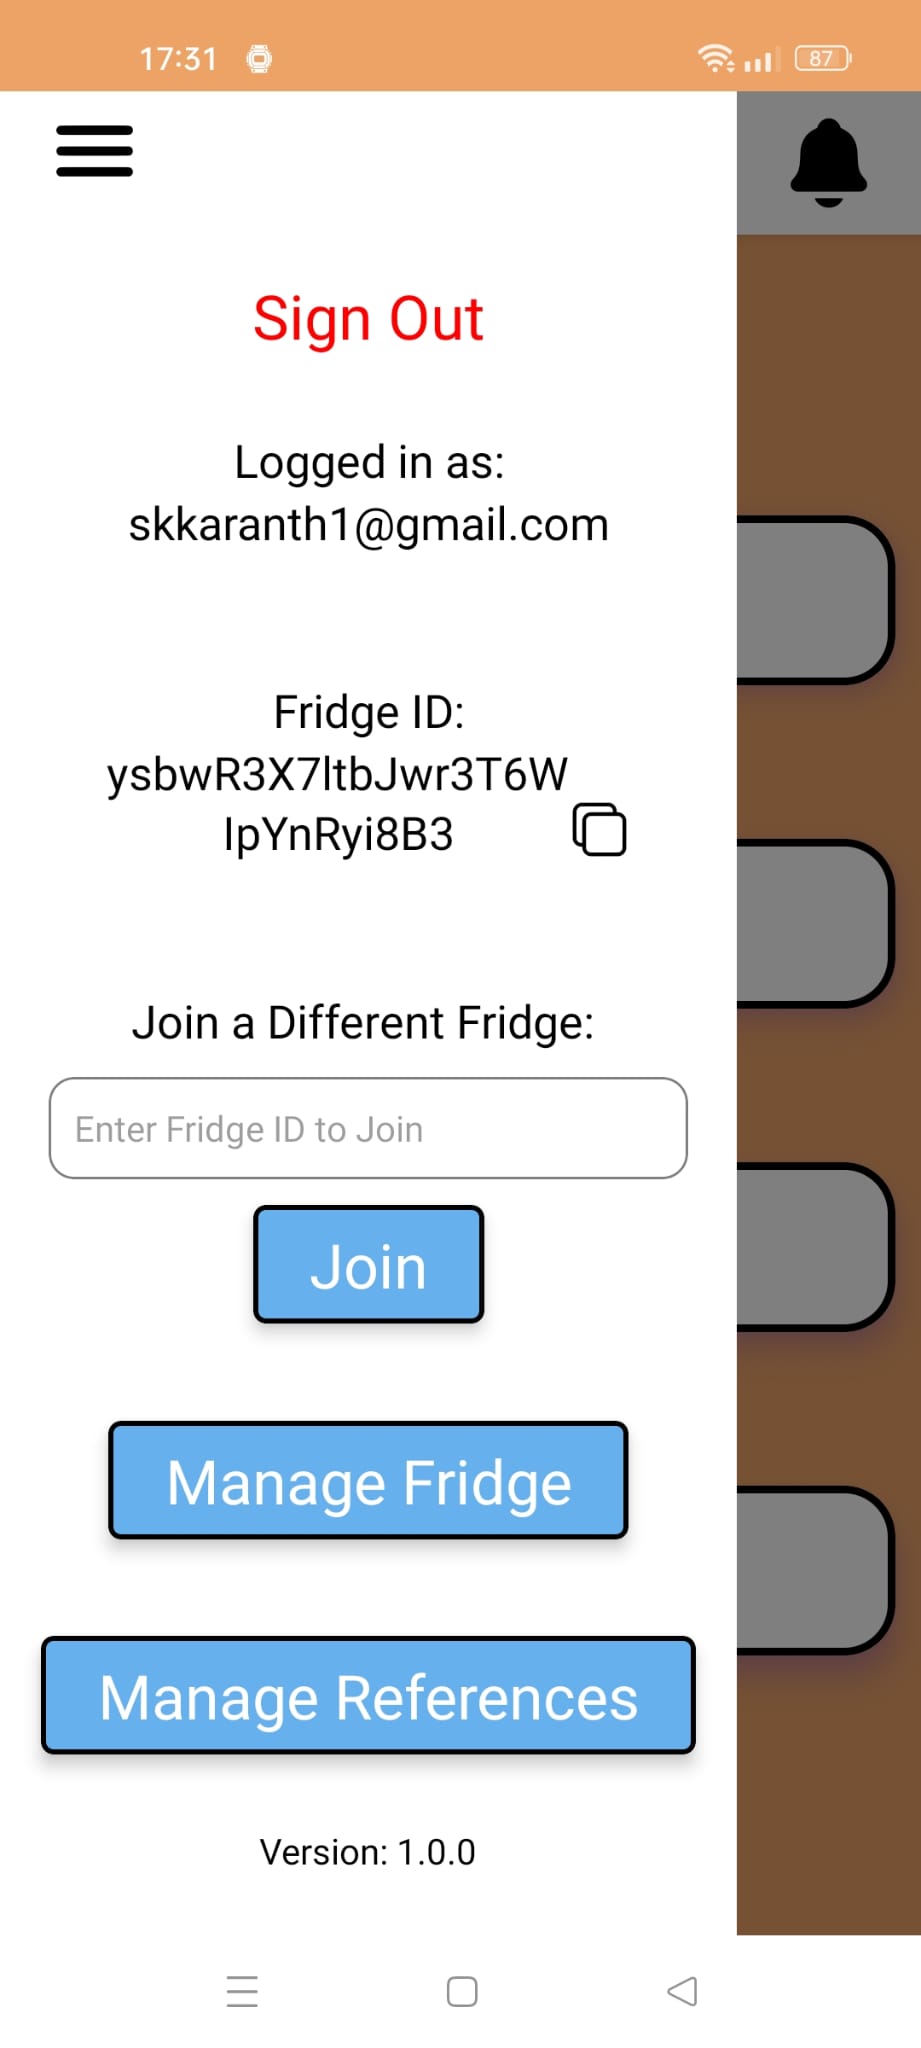 17:31
87
Sign Out
Logged in as:
skkaranth1@gmail.com
Fridge ID:
ysbwR3X7ltbJwr3T6W
lpYnRyi8B3
Join a Different Fridge:
Enter Fridge ID to Join
Join
Manage Fridge
Manage References
Version: 1.0.0